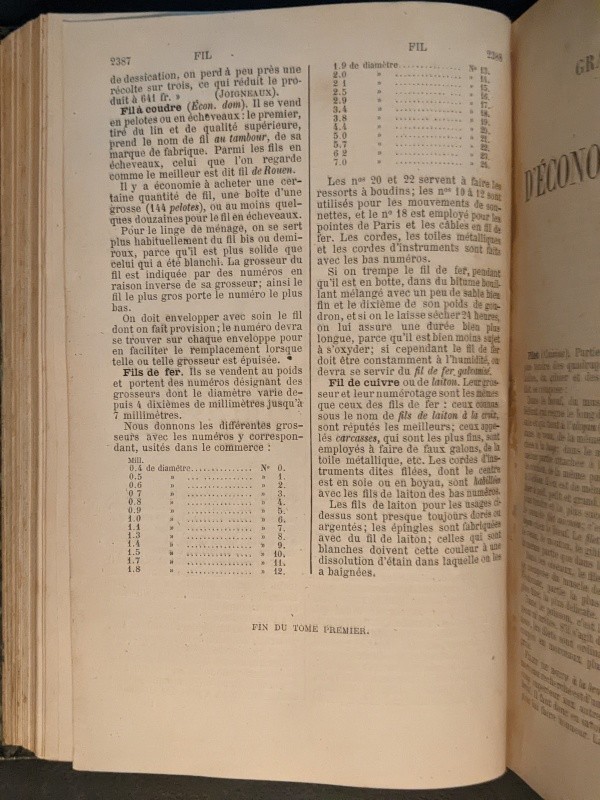 2387
FIL
de dessication, on perd à peu près une
récolte sur trois, ce qui réduit le pro-
duit à 641 fr. » (JOIGNEAUX).
Fil à coudre (Écon. dom). Il se vend
en pelotes ou en écheveaux : le premier,
tiré du lin et de qualité supérieure,
prend le nom de fil au tambour, de sa
marque de fabrique. Parmi les fils en
écheveaux, celui que l'on regarde
comme le meilleur est dit fil de Rouen.
Il y a économie à acheter une cer-
taine quantité de fil, une boîte d'une
grosse (144 pelotes), ou au moins quel-
ques douzaines pour le fil en écheveaux.
Pour le linge de ménage, on se sert
plus habituellement du fil bis ou demi-
roux, parce qu'il est plus solide que
celui qui a été blanchi. La grosseur du
fil est indiquée par des numéros en
raison inverse de sa grosseur; ainsi le
fil le plus gros porte le numéro le plus
bas.
On doit envelopper avec soin le fil
dont on fait provision; le numéro devra
se trouver sur chaque enveloppe pour
en faciliter le remplacement lorsque
telle ou telle grosseur est épuisée.
Fils de fer. Ils se vendent au poids
et portent des numéros désignant des
grosseurs dont le diamètre varie de-
puis 4 dixièmes de millimètres jusqu'à
7 millimètres.
Nous donnons les différentes gros-
seurs avec les numéros y correspon-
dant, usités dans le commerce :
Mill.
0.4 de diamètre.............. No 0.
0.5 » ................ » 1.
0.6 » ................ » 2.
0 7 » ................ » 3.
0.8 » ................ » 4.
0.9 » ................ » 5.
1.0 » ................ » 6.
1.1 » ................ » 7.
1.3 » ................ » 8.
1.4 » ................ » 9.
1.5 » ................ » 10.
1.7 » ................ » 11.
1.8 » ................ » 12.
FIL
2388
1.9 de diamètre.............. No 13.
2.0 » ................ » 14.
2 1 » ................ » 15.
2.5 » ................ » 16.
2.9 » ................ » 17.
3.4 » ................ » 18.
3.8 » ................ » 19.
4.4 » ................ » 20.
5.0 » ................ » 21.
5.7 » ................ » 22.
6 2 » ................ » 23.
7.0 » ................ » 24.
Les nos 20 et 22 servent à faire les
ressorts à boudins; les nos 10 à 12 sont
utilisés pour les mouvements de son-
nettes, et le no 18 est employé pour les
pointes de Paris et les câbles en fil de
fer. Les cordes, les toiles métalliques
et les cordes d'instruments sont faits
avec les bas numéros.
Si on trempe le fil de fer, pendant
qu'il est en botte, dans du bitume bouil-
lant mélangé avec un peu de sable bien
fin et le dixième de son poids de gou-
dron, et si on le laisse sécher 24 heures,
on lui assure une durée bien plus
longue, parce qu'il est bien moins sujet
à s'oxyder; si cependant le fil de fer
doit être constamment à l'humidité, on
devra se servir du fil de fer galvanisé.
Fil de cuivre ou de laiton. Leur gros-
seur et leur numérotage sont les mêmes
que ceux des fils de fer : ceux connus
sous le nom de fils de laiton à la croix,
sont réputés les meilleurs; ceux appe-
lés carcasses, qui sont les plus fins, sont
employés à faire de faux galons, de la
toile métallique, etc. Les cordes d'ins-
truments dites filées, dont le centre
est en soie ou en boyau, sont habillées
avec les fils de laiton des bas numéros.
Les fils de laiton pour les usages ci-
dessus sont presque toujours dorés ou
argentés; les épingles sont fabriquées
avec du fil de laiton; celles qui sont
blanches doivent cette couleur à une
dissolution d'étain dans laquelle on les
a baignées.
FIN DU TOME PREMIER.
GRA
D'ÉCONO